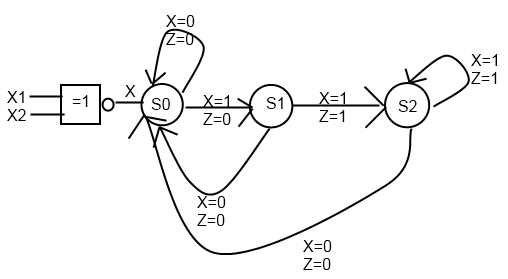 X=0
Z=0
X1
X2
=1
X
S0
X=1
Z=0
S1
X=1
Z=1
S2
X=1
Z=1
X=0
Z=0
X=0
Z=0